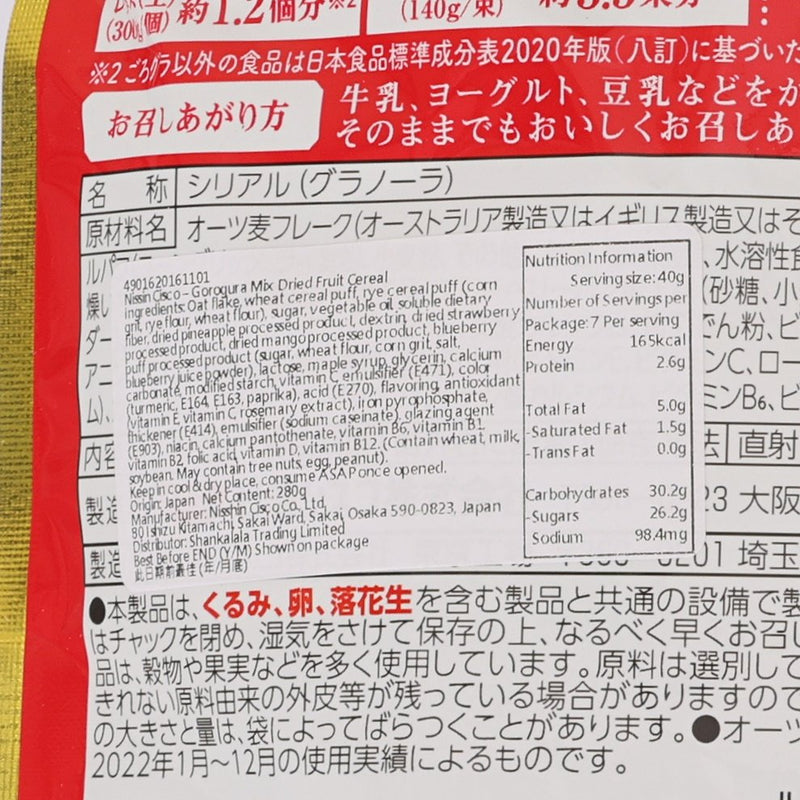 (300g/個) 約1.2個分※2
(140g/束)
※2 ごろグラ以外の食品は日本食品標準成分表2020年版(八訂)に基づいた
お召しあがり方
牛乳、ヨーグルト、豆乳などをか
そのままでもおいしくお召しあ
名 称 シリアル(グラノーラ)
原材料名 オーツ麦フレーク(オーストラリア製造又はイギリス製造又はそ
、水溶性食
(砂糖、小
でん粉、ビ
ンC、ロー
ミンB6、ビ
直射
23 大阪
0201 埼玉
4901620161101
Nissin Cisco – Gorogura Mix Dried Fruit Cereal
ingredients: Oat flake, wheat cereal puff, rye cereal puff (corn
grit, rye flour, wheat flour), sugar, vegetable oil, soluble dietary
fiber, dried pineapple processed product, dextrin, dried strawberry
processed product, dried mango processed product, blueberry
puff processed product (sugar, wheat flour, corn grit, salt,
blueberry juice powder), lactose, maple syrup, glycerin, calcium
carbonate, modified starch, vitamin C, emulsifier (E471), color
(turmeric, E164, E163, paprika), acid (E270), flavoring, antioxidant
(vitamin E, vitamin C, rosemary extract), iron pyrophosphate,
thickener (E414), emulsifier (sodium caseinate), glazing agent
(E903), niacin, calcium pantothenate, vitamin B6, vitamin B1,
vitamin B2, folic acid, vitamin D, vitamin B12. (Contain wheat, milk,
soybean. May contain tree nuts, egg, peanut).
Keep in cool & dry place, consume ASAP once opened.
Origin: Japan Net Content: 280g
Manufacturer: Nisshin Cisco Co., Ltd.
80 Ishizu Kitamachi, Sakai Ward, Sakai, Osaka 590-0823, Japan
Distributor: Shankalala Trading Limited
Best Before END (Y/M) Shown on package
此日期前最佳(年/月底)
Nutrition Information
Serving size: 40g
Number of Servings per
Package: 7 Per serving
Energy 165kcal
Protein 2.6g
Total Fat 5.0g
-Saturated Fat 1.5g
-Trans Fat 0.0g
Carbohydrates 30.2g
-Sugars 26.2g
Sodium 98.4mg
●本製品は、くるみ、卵、落花生を含む製品と共通の設備で製
はチャックを閉め、湿気をさけて保存の上、なるべく早くお召し
品は、穀物や果実などを多く使用しています。原料は選別して
きれない原料由来の外皮等が残っている場合がありますので
の大きさと量は、袋によってばらつくことがあります。●オーツ
2022年1月~12月の使用実績によるものです。